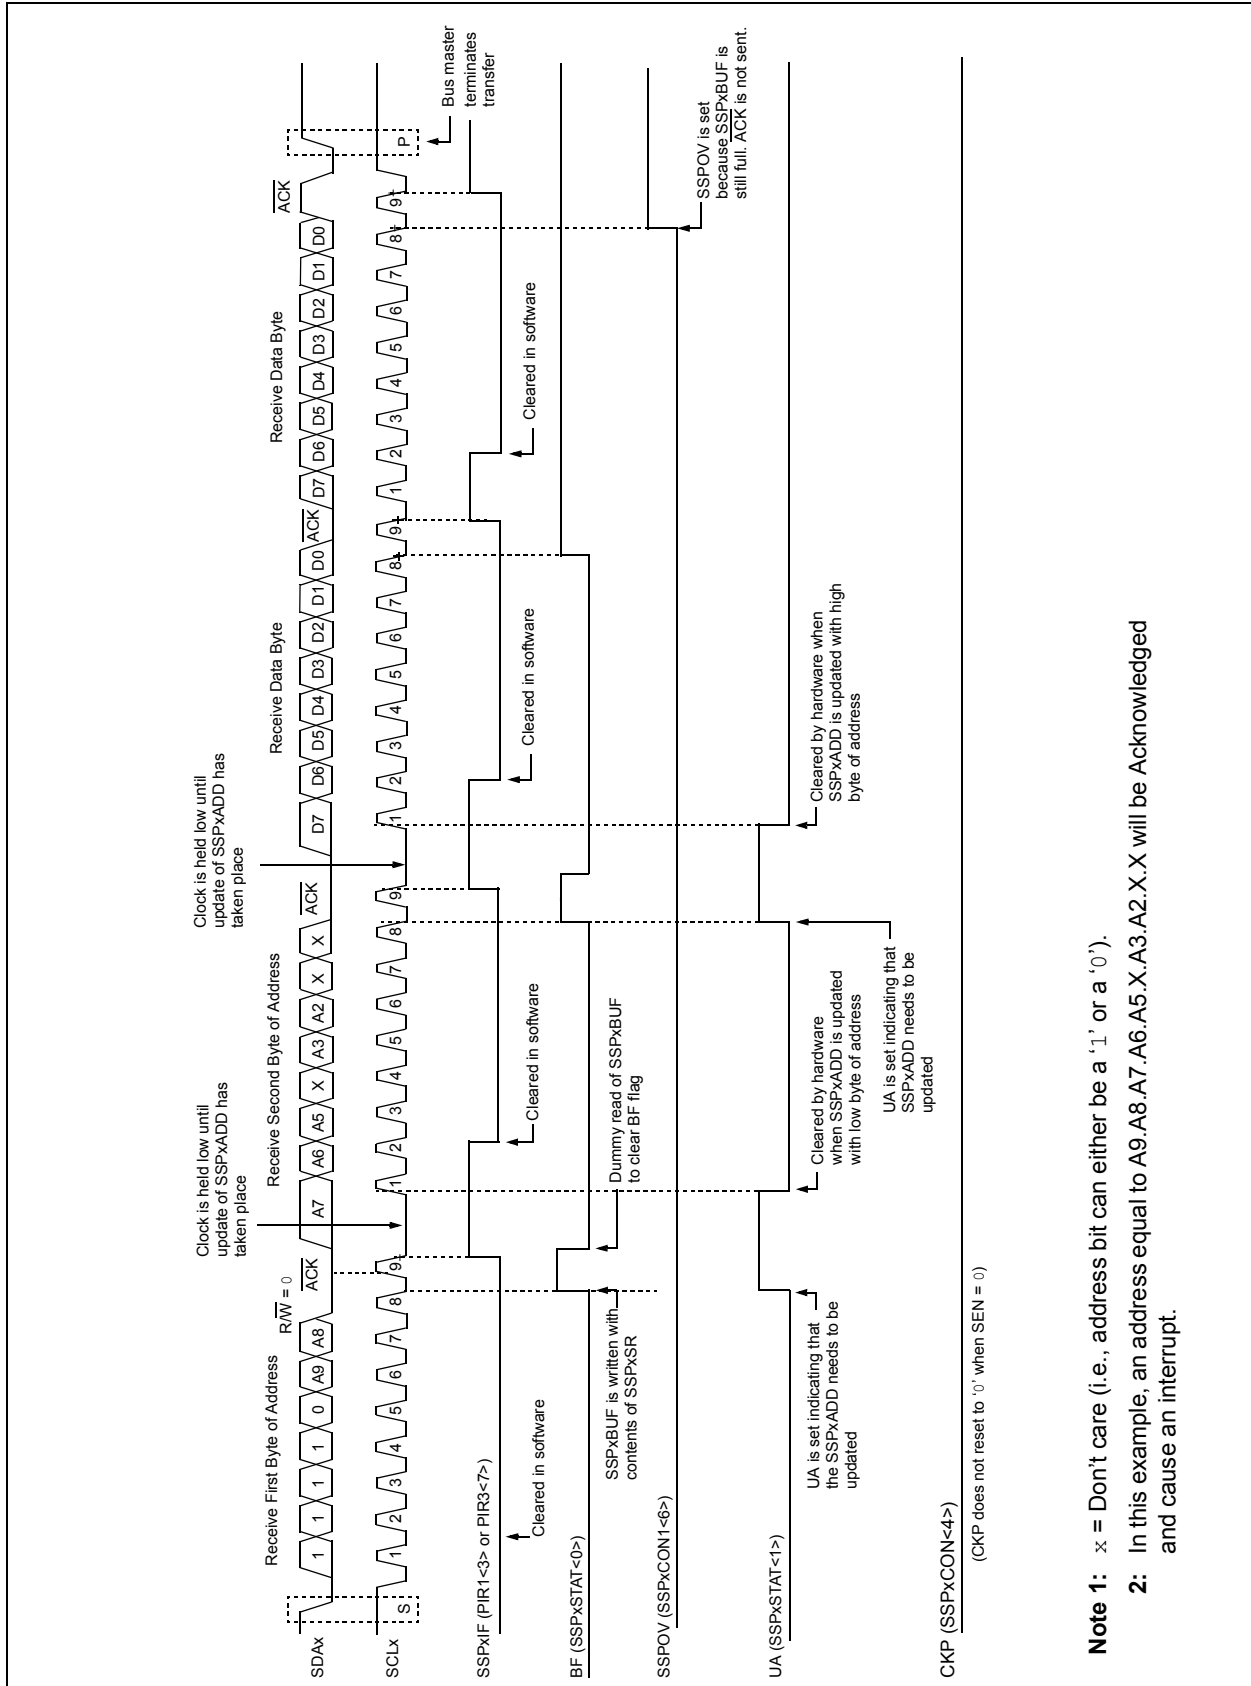 Receive First Byte of Address
R/W = 0
ACK
Clock is held low until
update of SSPxADD has
taken place
Receive Second Byte of Address
ACK
Clock is held low until
update of SSPxADD has
taken place
Receive Data Byte
ACK
Receive Data Byte
ACK
SDAx
1 1 1 1 0 A9 A8
A7 A6 A5 X A3 A2 X X
D7 D6 D5 D4 D3 D2 D1 D0
D7 D6 D5 D4 D3 D2 D1 D0
SCLx
S
1 2 3 4 5 6 7 8 9
1 2 3 4 5 6 7 8 9
1 2 3 4 5 6 7 8 9
1 2 3 4 5 6 7 8 9
P
Bus master
terminates
transfer
SSPxIF (PIR1<3> or PIR3<7>)
Cleared in software
Cleared in software
Cleared in software
Cleared in software
BF (SSPxSTAT<0>)
SSPxBUF is written with
contents of SSPxSR
Dummy read of SSPxBUF
to clear BF flag
SSPOV (SSPxCON1<6>)
SSPOV is set
because SSPxBUF is
still full. ACK is not sent.
UA (SSPxSTAT<1>)
UA is set indicating that
the SSPxADD needs to be
updated
Cleared by hardware
when SSPxADD is updated
with low byte of address
UA is set indicating that
SSPxADD needs to be
updated
Cleared by hardware when
SSPxADD is updated with high
byte of address
CKP (SSPxCON<4>)
(CKP does not reset to ‘0’ when SEN = 0)
Note 1: x = Don't care (i.e., address bit can either be a ‘1’ or a ‘0’).
2: In this example, an address equal to A9.A8.A7.A6.A5.X.A3.A2.X.X will be Acknowledged
and cause an interrupt.